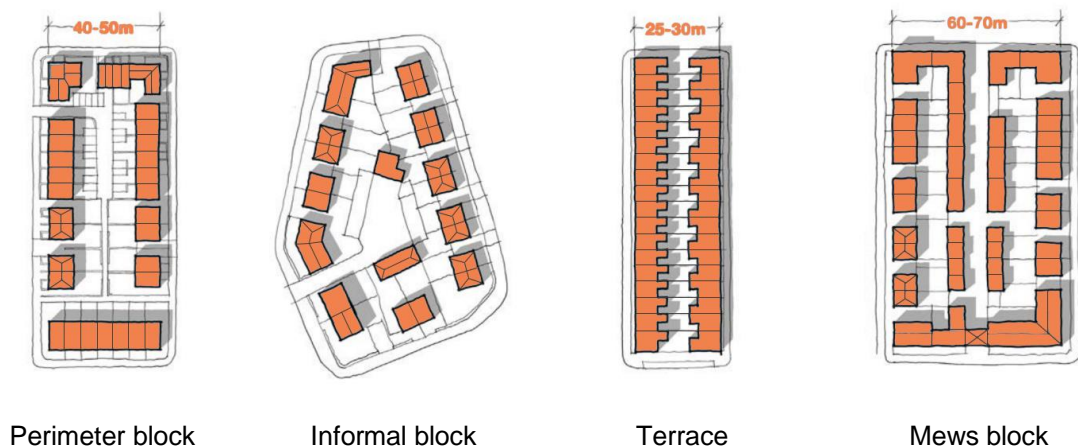 40-50m
25-30m
60-70m
Perimeter block
Informal block
Terrace
Mews block